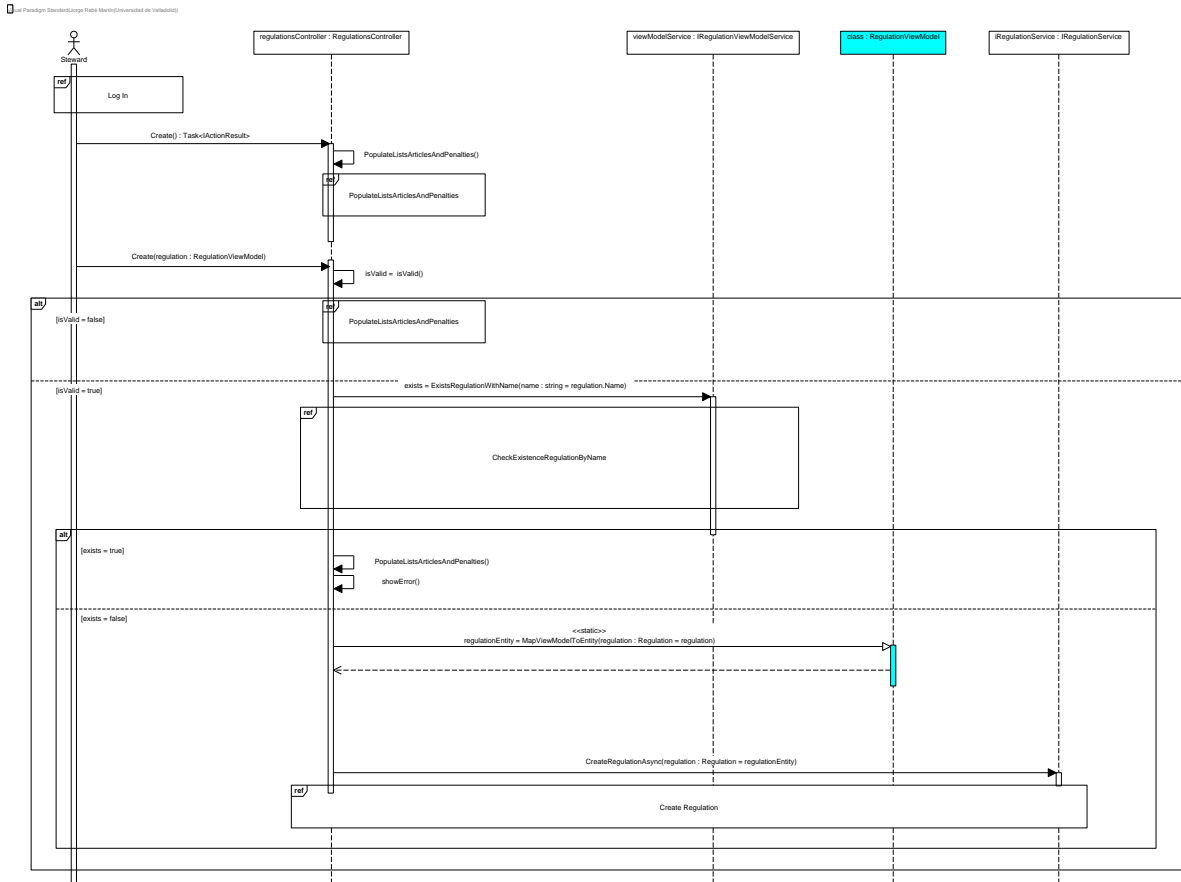 ual Paradigm Standard(Jorge Rebé Martín(Universidad de Valladolid))
regulationsController : RegulationsController
viewModelService : IRegulationViewModelService
class : RegulationViewModel
iRegulationService : IRegulationService
Steward
ref
Log In
Create() : Task<IActionResult>
PopulateListsArticlesAndPenalties()
ref
PopulateListsArticlesAndPenalties
Create(regulation : RegulationViewModel)
isValid = isValid()
alt
ref
[isValid = false]
PopulateListsArticlesAndPenalties
[isValid = true]
exists = ExistsRegulationWithName(name : string = regulation.Name)
ref
CheckExistenceRegulationByName
alt
[exists = true]
PopulateListsArticlesAndPenalties()
showError()
[exists = false]
<<static>>
regulationEntity = MapViewModelToEntity(regulation : Regulation = regulation)
CreateRegulationAsync(regulation : Regulation = regulationEntity)
ref
Create Regulation